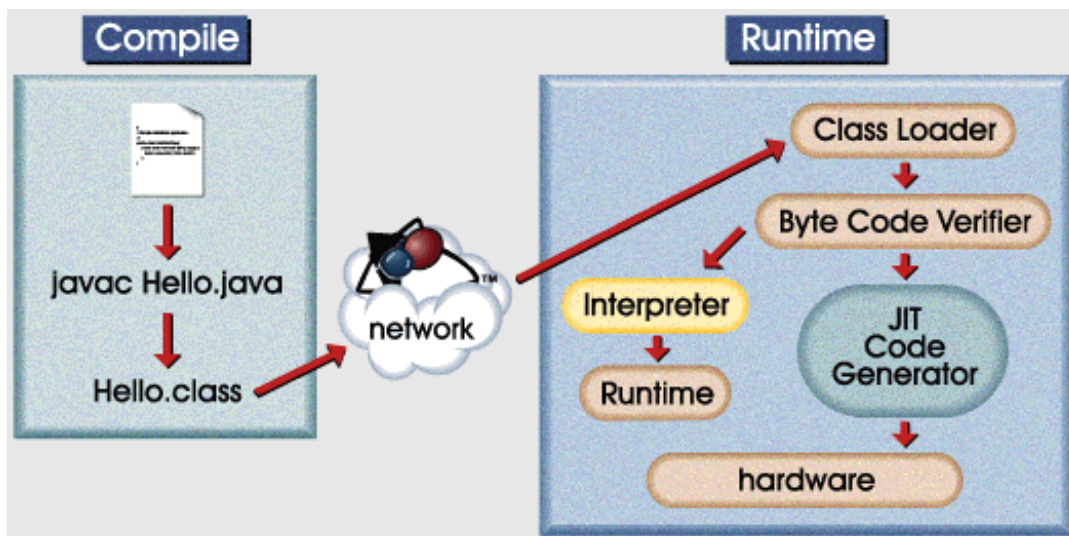 Compile
Runtime
javac Hello.java
Hello.class
network
TM
Class Loader
Byte Code Verifier
Interpreter
Runtime
JIT
Code
Generator
hardware